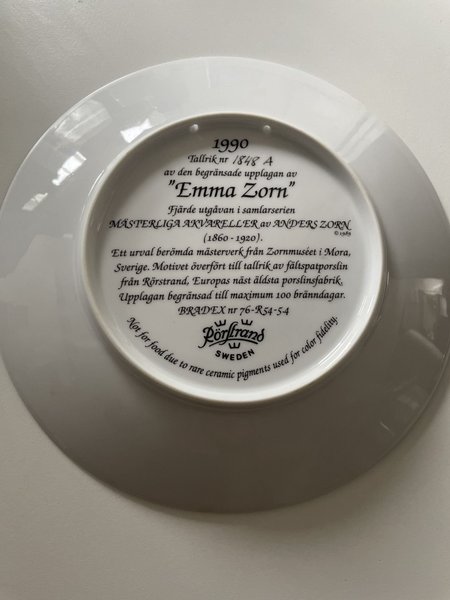 1990
Tallrik nr 1848 A
av den begränsade upplagan av
"Emma Zorn"
Fjärde utgåvan i samlarserien
MÄSTERLIGA AKVARELLER av ANDERS ZORN
(1860 - 1920).
© 1989
Ett urval berömda mästerverk från Zornmuséet i Mora,
Sverige. Motivet överfört till tallrik av fältspatporslin
från Rörstrand, Europas näst äldsta porslinsfabrik.
Upplagan begränsad till maximum 100 bränndagar.
BRADEX nr 76-R54-5-4
Rörstrand
SWEDEN
Not for food due to rare ceramic pigments used for color fidelity.